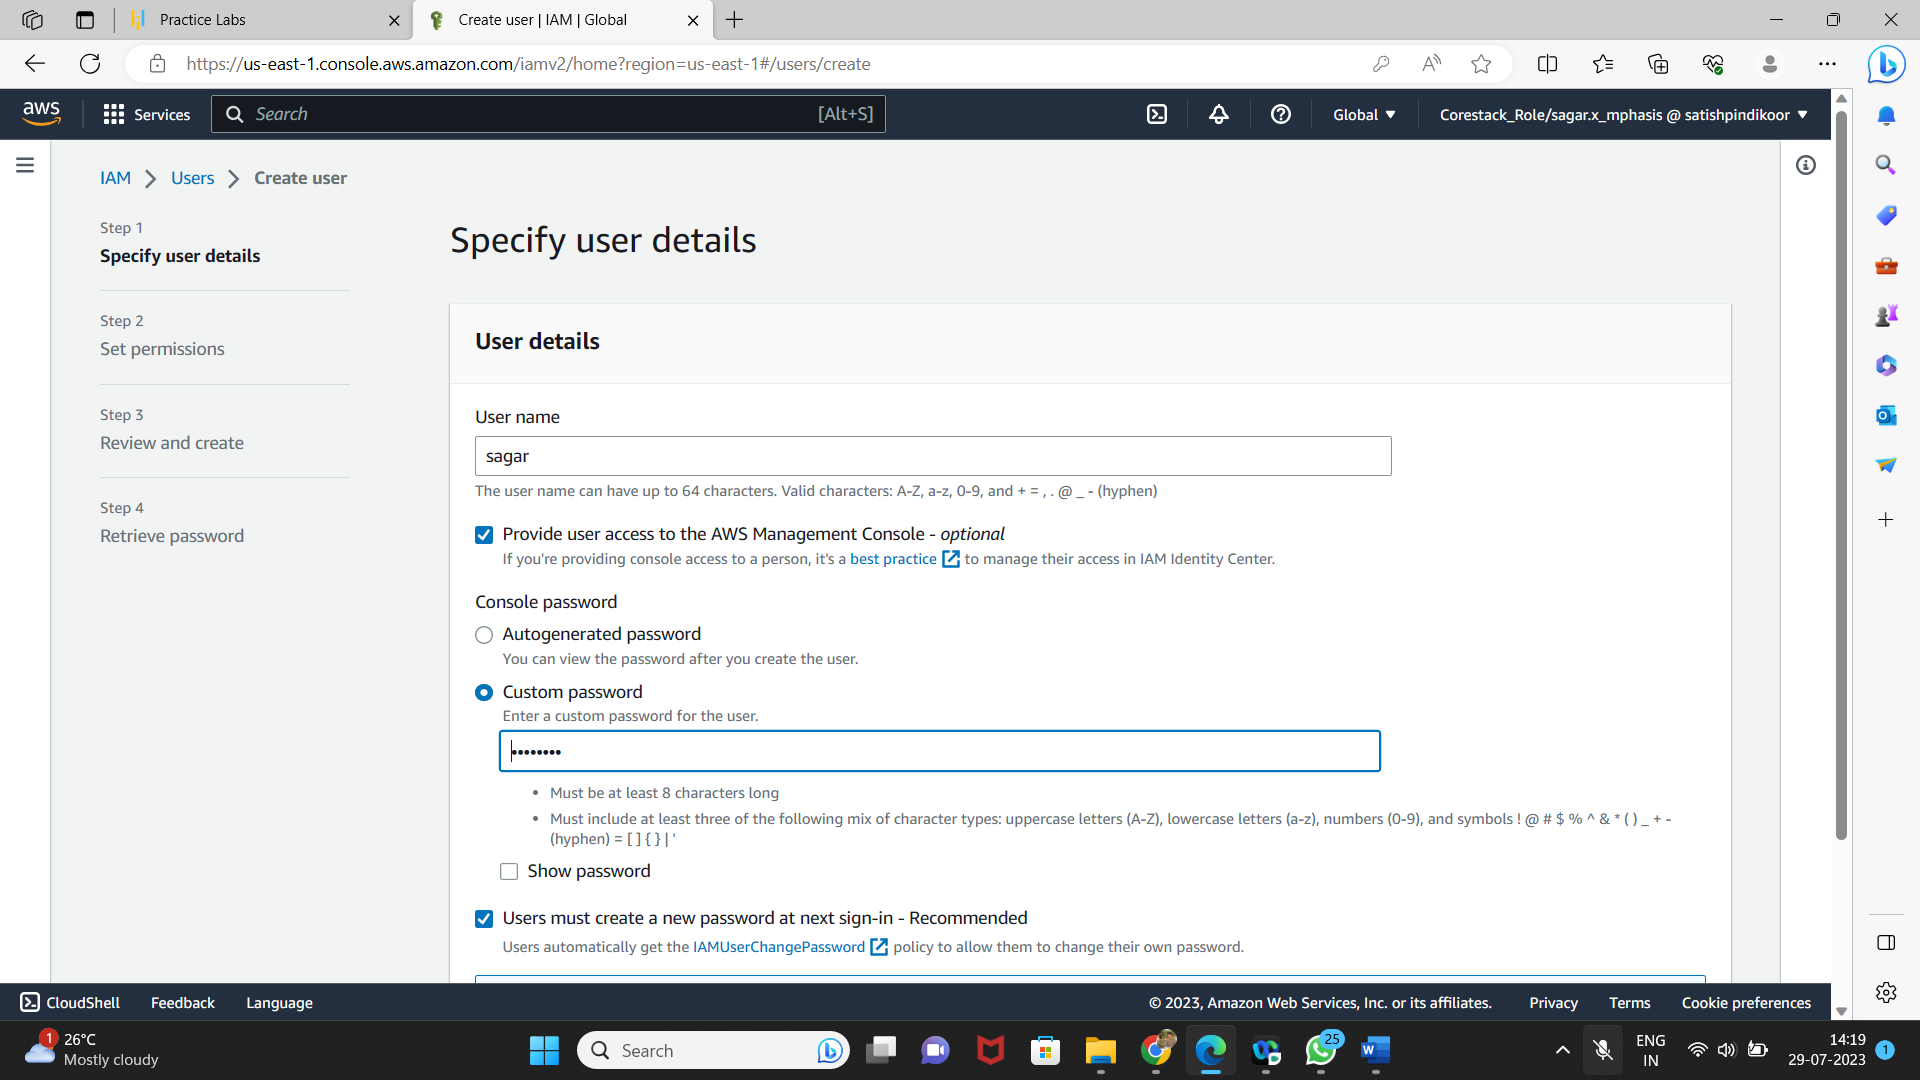 Practice Labs
Create user | IAM | Global
https://us-east-1.console.aws.amazon.com/iamv2/home?region=us-east-1#/users/create
aws
Services
Search
[Alt+S]
Global
Corestack_Role/sagar.x_mphasis @ satishpindikoor
IAM
Users
Create user
Step 1
Specify user details
Step 2
Set permissions
Step 3
Review and create
Step 4
Retrieve password
Specify user details
User details
User name
sagar
The user name can have up to 64 characters. Valid characters: A-Z, a-z, 0-9, and + = , . @ _ - (hyphen)
Provide user access to the AWS Management Console - optional
If you're providing console access to a person, it's a best practice to manage their access in IAM Identity Center.
Console password
Autogenerated password
You can view the password after you create the user.
Custom password
Enter a custom password for the user.
••••••••
• Must be at least 8 characters long
• Must include at least three of the following mix of character types: uppercase letters (A-Z), lowercase letters (a-z), numbers (0-9), and symbols ! @ # $ % ^ & * ( ) _ + -
(hyphen) = [ ] { } | '
Show password
Users must create a new password at next sign-in - Recommended
Users automatically get the IAMUserChangePassword policy to allow them to change their own password.
CloudShell
Feedback
Language
© 2023, Amazon Web Services, Inc. or its affiliates.
Privacy
Terms
Cookie preferences
1
26°C
Mostly cloudy
Search
25
ENG
IN
14:19
29-07-2023
1